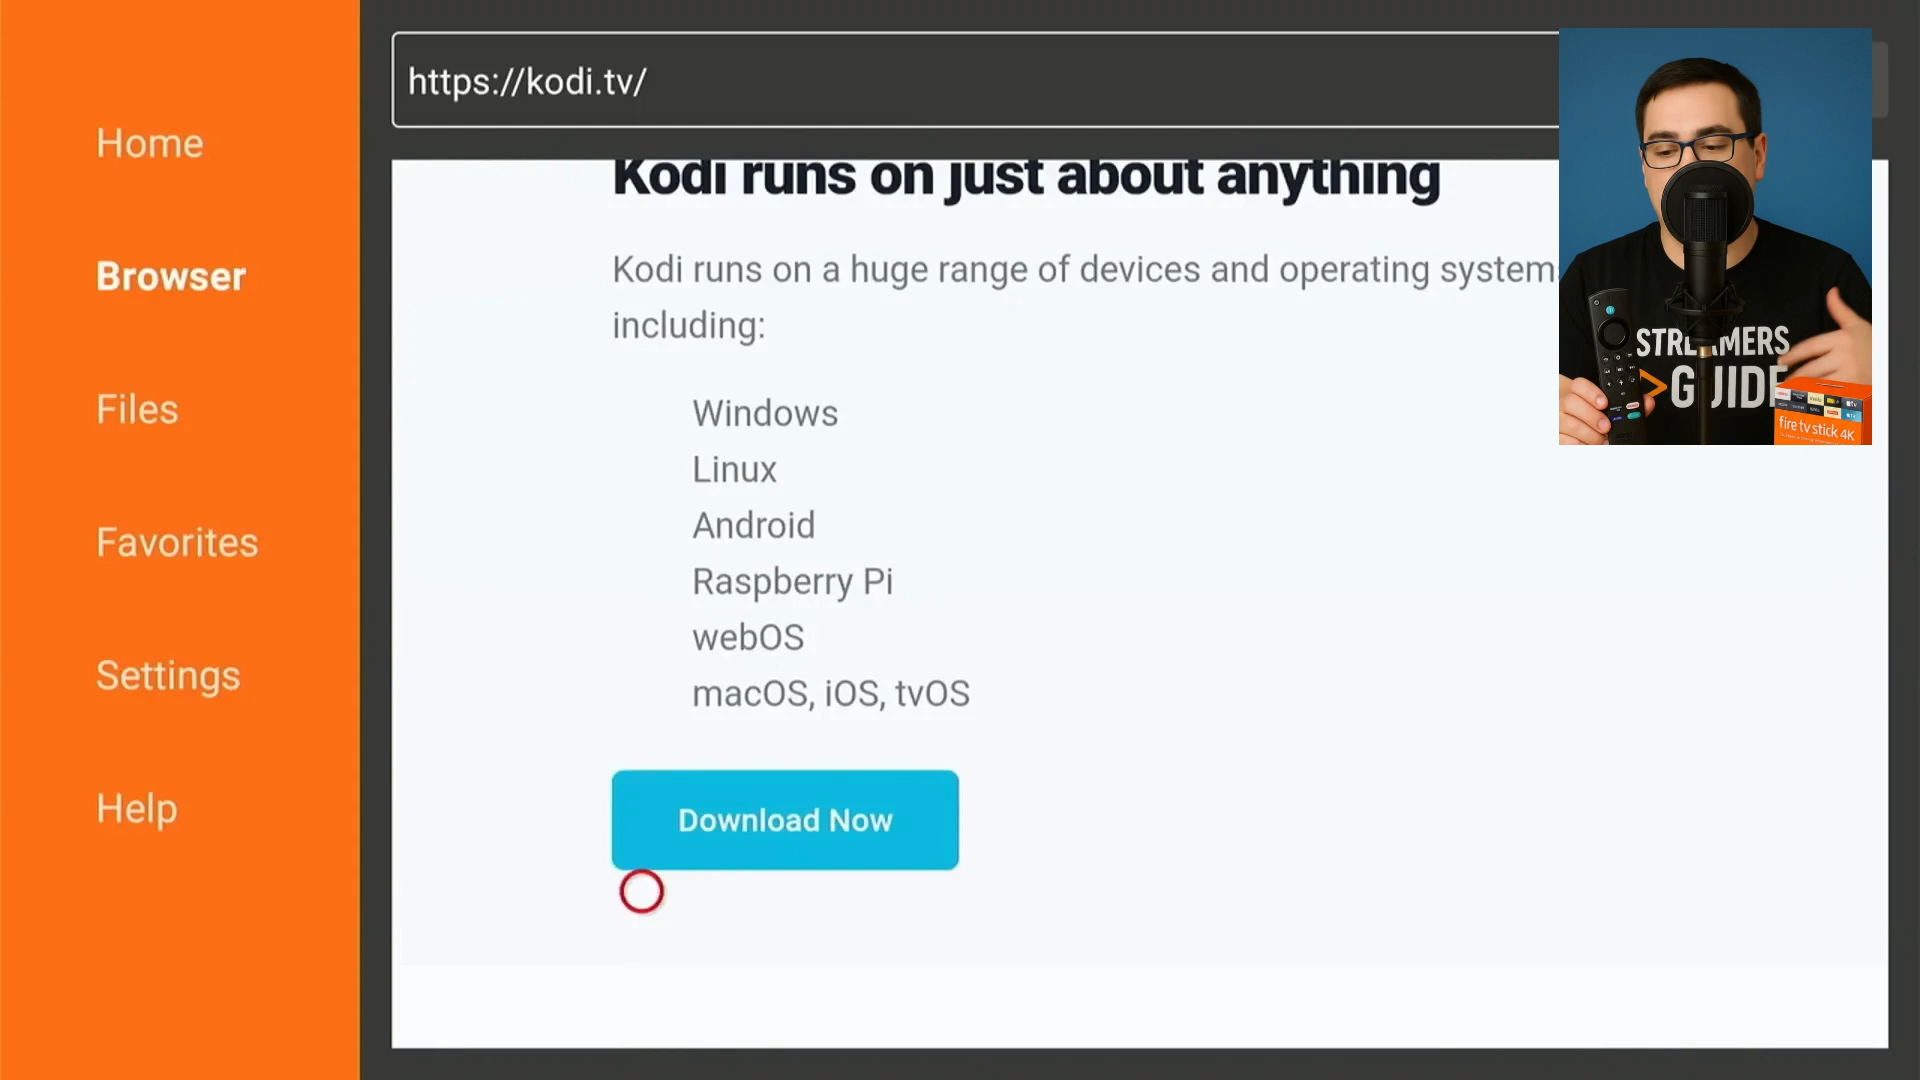 Home
Browser
Files
Favorites
Settings
Help
https://kodi.tv/
Kodi runs on just about anything
Kodi runs on a huge range of devices and operating system
including:
Windows
Linux
Android
Raspberry Pi
webOS
macOS, iOS, tvOS
Download Now
STREAMERS
GUIDE
fire tv stick 4K